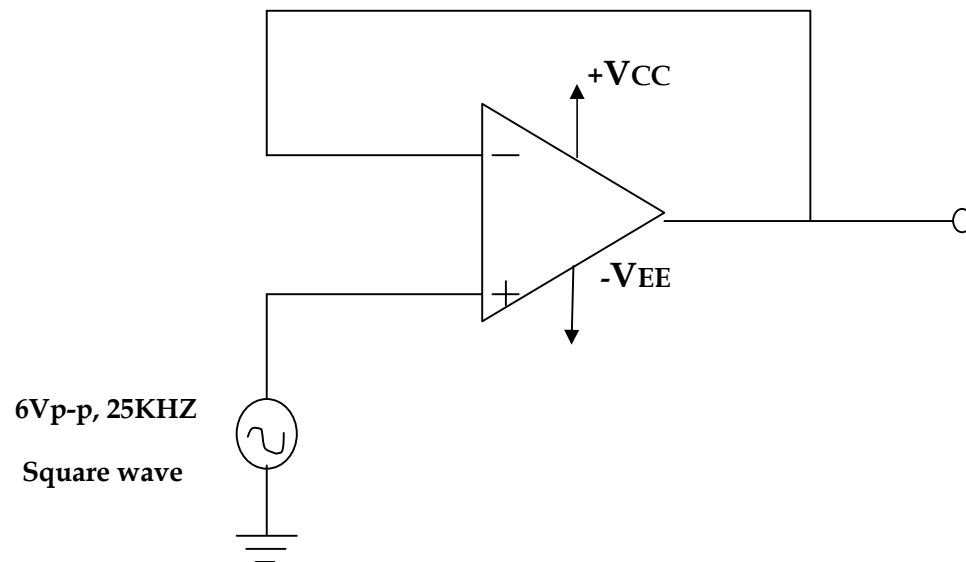 +VCC
−
-VEE
+
6Vp-p, 25KHZ
Square wave